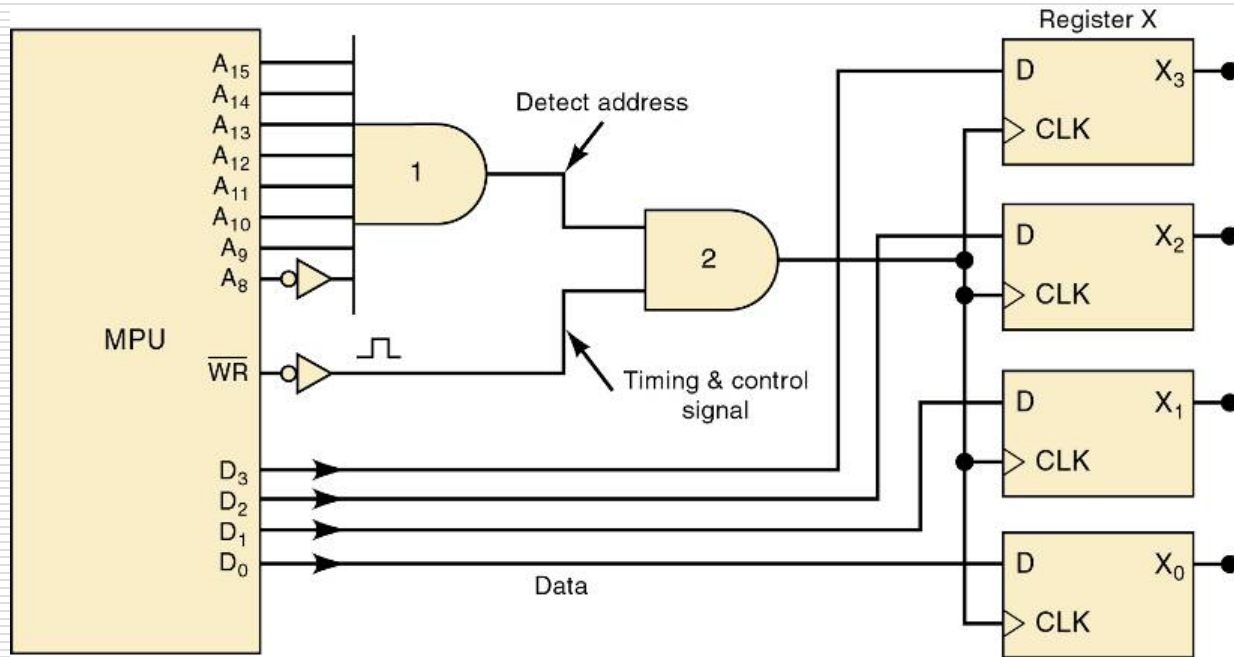 Register X
A₁₅
A₁₄
A₁₃
A₁₂
A₁₁
A₁₀
A₉
A₈
MPU
W̅R̅
D₃
D₂
D₁
D₀
1
Detect address
2
Timing & control
signal
Data
D X₃
CLK
D X₂
CLK
D X₁
CLK
D X₀
CLK